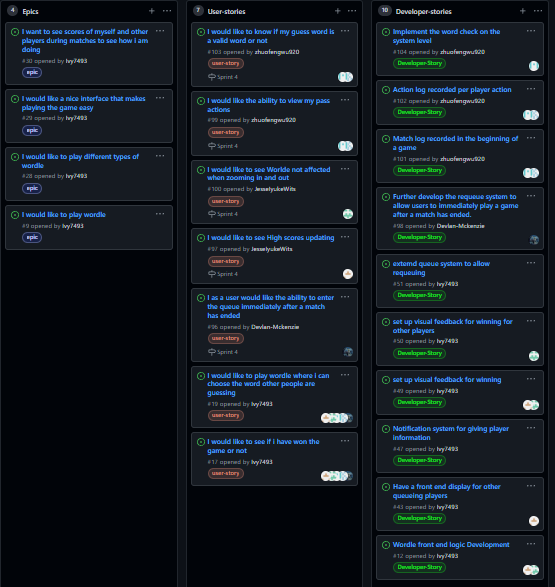 4 Epics
I want to see scores of myself and other
players during matches to see how I am
doing
#30 opened by Ivy7493
epic
I would like a nice interface that makes
playing the game easy
#29 opened by Ivy7493
epic
I would like to play different types of
wordle
#28 opened by Ivy7493
epic
I would like to play wordle
#9 opened by Ivy7493
epic
7 User-stories
I would like to know if my guess word is
a valid word or not
#103 opened by zhuofengwu920
user-story
Sprint 4
I would like the ability to view my pass
actions
#99 opened by zhuofengwu920
user-story
Sprint 4
I would like to see Worlde not affected
when zooming in and out
#100 opened by JesselyukeWits
user-story
Sprint 4
I would like to see High scores updating
#97 opened by JesselyukeWits
user-story
Sprint 4
I as a user would like the ability to enter
the queue immediately after a match
has ended
#96 opened by Devlan-Mckenzie
user-story
Sprint 4
I would like to play wordle where i can
choose the word other people are
guessing
#19 opened by Ivy7493
user-story
I would like to see if i have won the
game or not
#17 opened by Ivy7493
user-story
10 Developer-stories
Implement the word check on the
system level
#104 opened by zhuofengwu920
Developer-Story
Action log recorded per player action
#102 opened by zhuofengwu920
Developer-Story
Match log recorded in the beginning of
a game
#101 opened by zhuofengwu920
Developer-Story
Further develop the requeue system to
allow users to immediately play a game
after a match has ended.
#98 opened by Devlan-Mckenzie
Developer-Story
extemd queue system to allow
requeuing
#51 opened by Ivy7493
Developer-Story
set up visual feedback for winning for
other players
#50 opened by Ivy7493
Developer-Story
set up visual feedback for winning
#49 opened by Ivy7493
Developer-Story
Notification system for giving player
information
#47 opened by Ivy7493
Developer-Story
Have a front end display for other
queueing players
#43 opened by Ivy7493
Developer-Story
Wordle front end logic Development
#12 opened by Ivy7493
Developer-Story